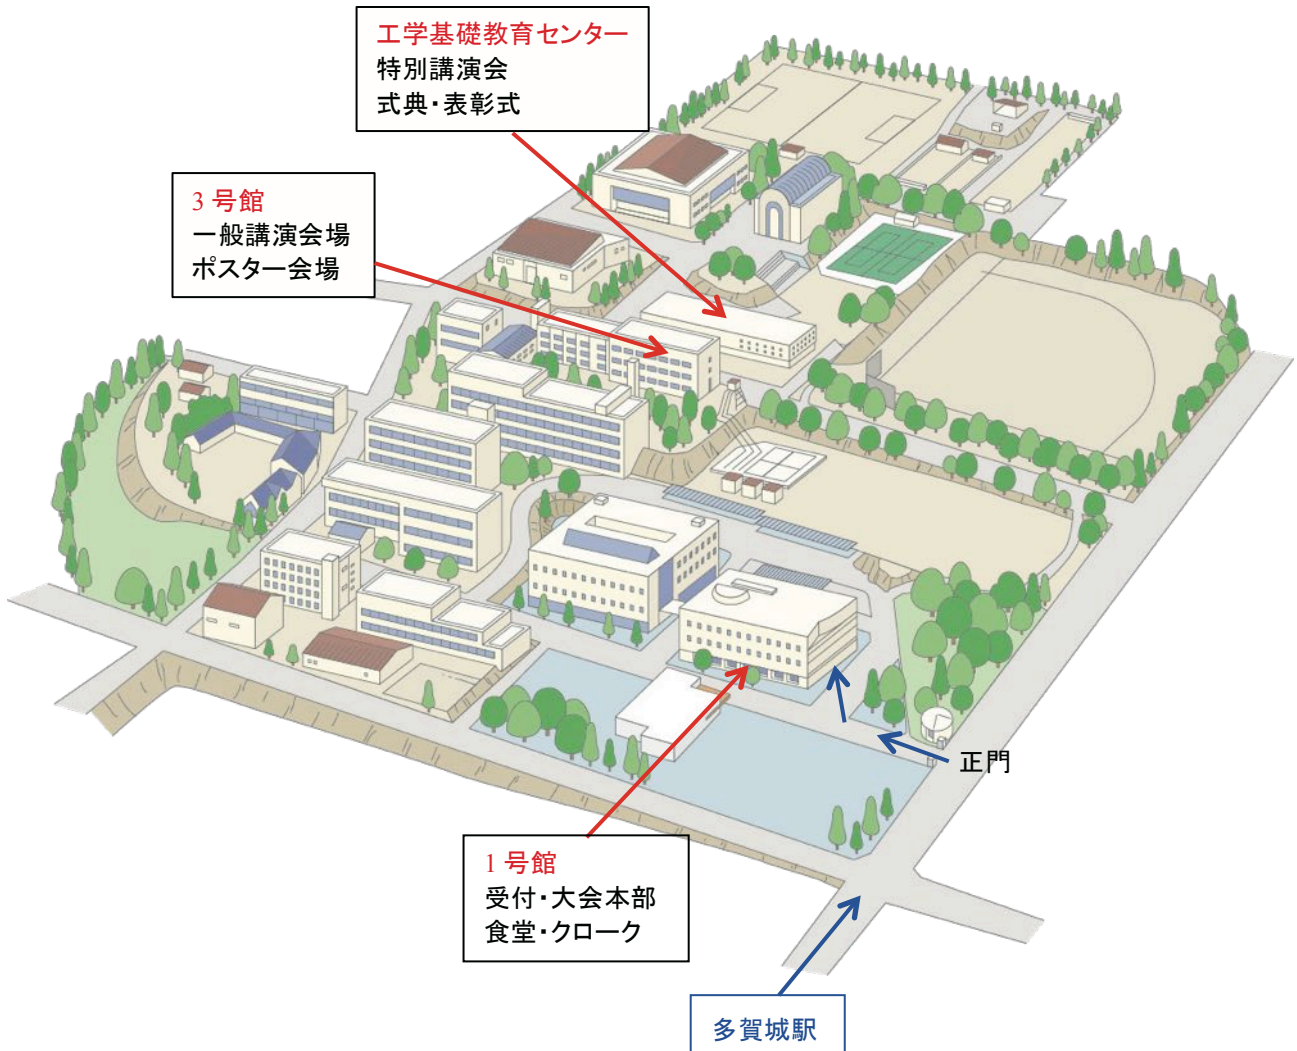 工学基礎教育センター
特別講演会
式典・表彰式
3 号館
一般講演会場
ポスター会場
正門
1 号館
受付・大会本部
食堂・クローク
多賀城駅